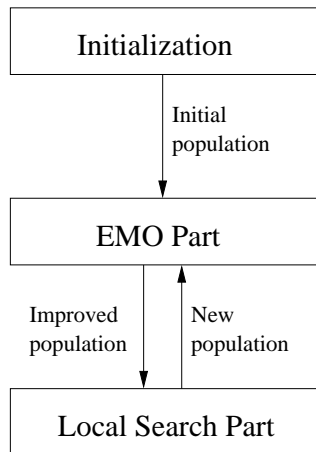 Initialization
Initial
population
EMO Part
Improved
population
New
population
Local Search Part